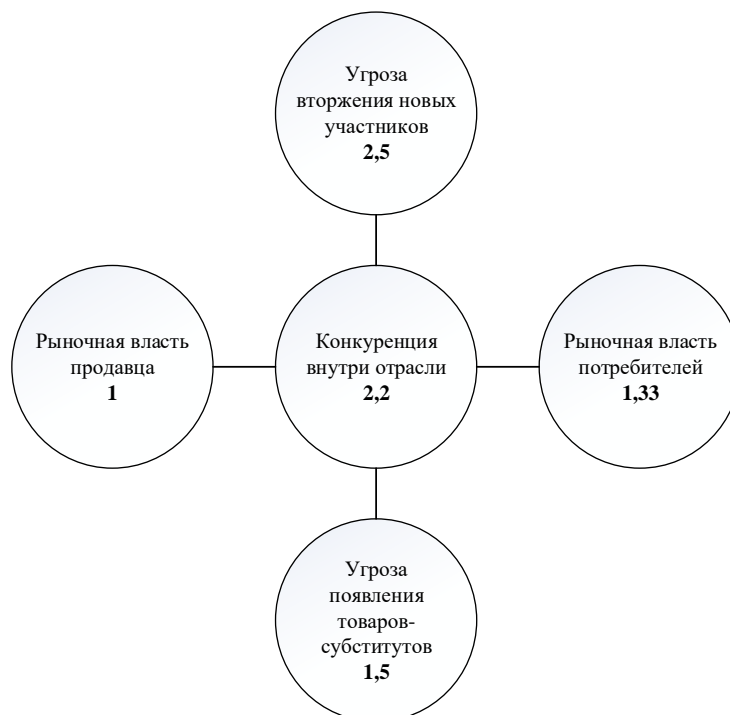 Угроза
вторжения новых
участников
2,5
Рыночная власть
продавца
1
Конкуренция
внутри отрасли
2,2
Рыночная власть
потребителей
1,33
Угроза
появления
товаров-
субститутов
1,5